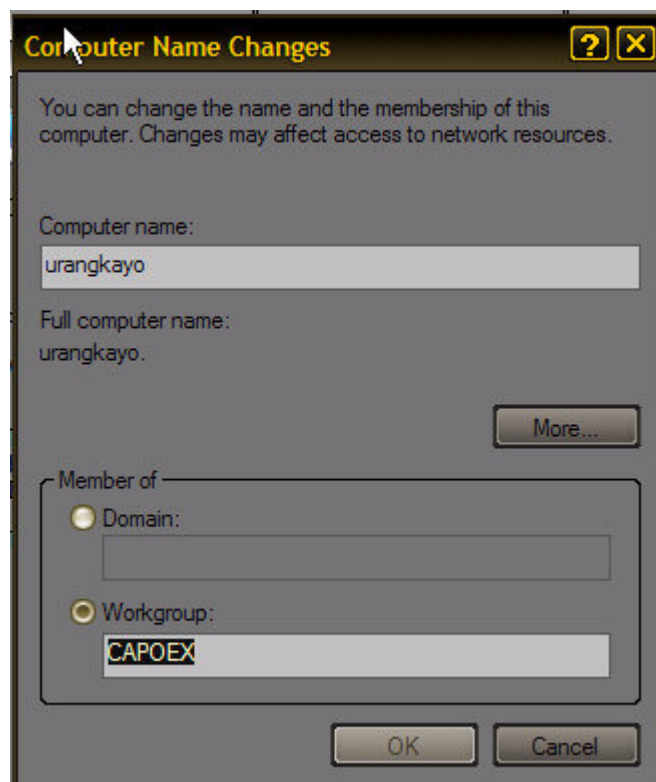 Computer Name Changes
You can change the name and the membership of this
computer. Changes may affect access to network resources.
Computer name:
urangkayo
Full computer name:
urangkayo.
More...
Member of
Domain:
Workgroup:
CAPOEX
OK
Cancel